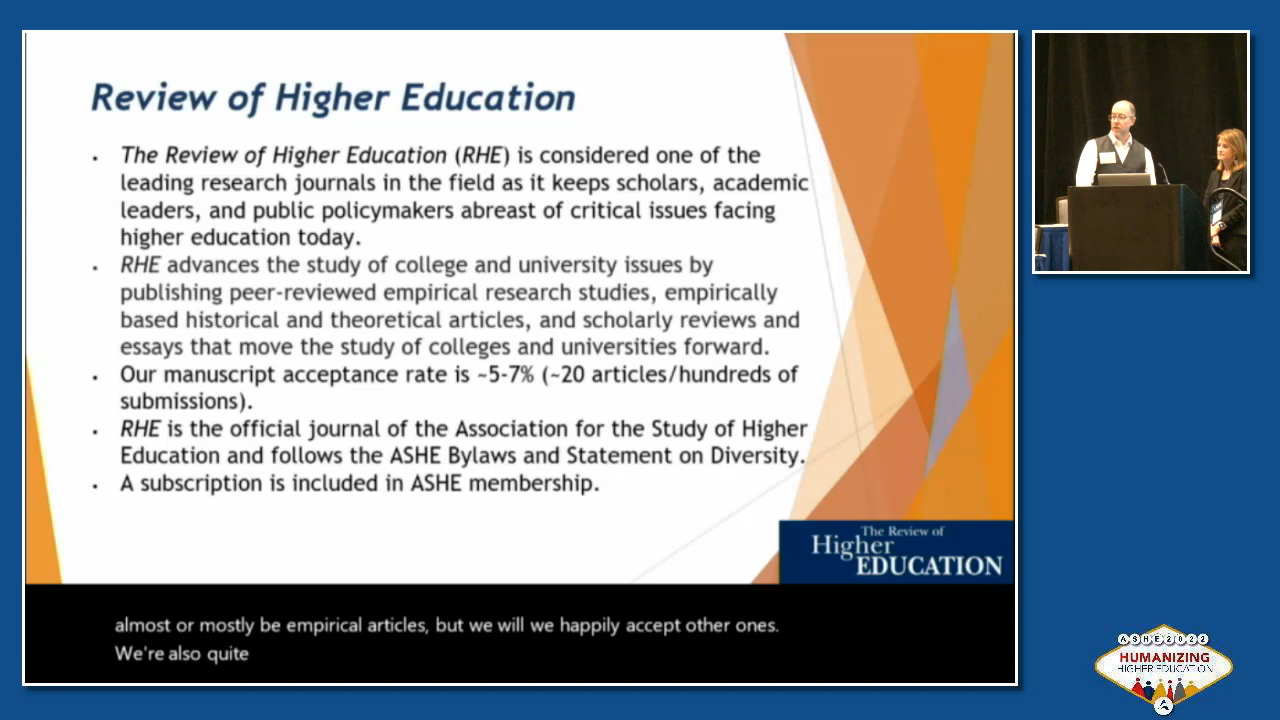 Review of Higher Education
The Review of Higher Education (RHE) is considered one of the
leading research journals in the field as it keeps scholars, academic
leaders, and public policymakers abreast of critical issues facing
higher education today.
RHE advances the study of college and university issues by
publishing peer-reviewed empirical research studies, empirically
based historical and theoretical articles, and scholarly reviews and
essays that move the study of colleges and universities forward.
Our manuscript acceptance rate is ~5-7% (~20 articles/hundreds of
submissions).
RHE is the official journal of the Association for the Study of Higher
Education and follows the ASHE Bylaws and Statement on Diversity.
A subscription is included in ASHE membership.
The Review of
Higher
EDUCATION
almost or mostly be empirical articles, but we will we happily accept other ones.
We're also quite
ASHE2022
HUMANIZING
HIGHER EDUCATION
A